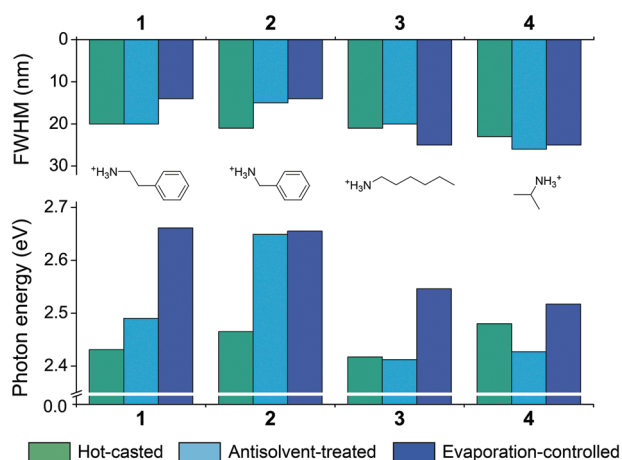 1 2 3 4
FWHM (nm)
0
10
20
30
⁺H₃N
⁺H₃N
⁺H₃N
NH₃⁺
Photon energy (eV)
2.7
2.6
2.5
2.4
0.0
1 2 3 4
Hot-casted Antisolvent-treated Evaporation-controlled